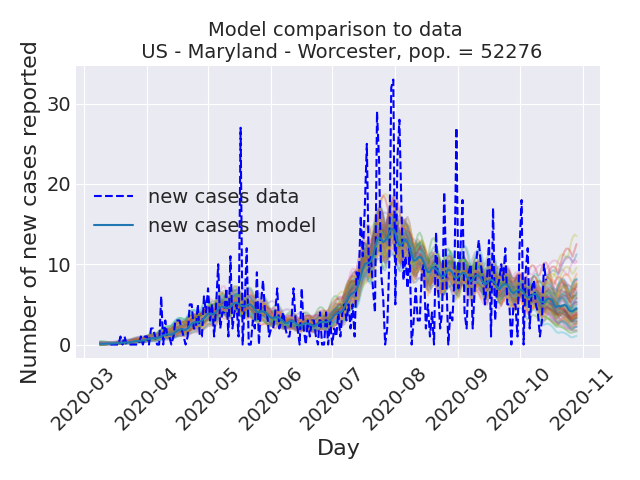 Model comparison to data
US - Maryland - Worcester, pop. = 52276
Number of new cases reported
30
20
10
0
new cases data
new cases model
2020-03
2020-04
2020-05
2020-06
2020-07
2020-08
2020-09
2020-10
2020-11
Day